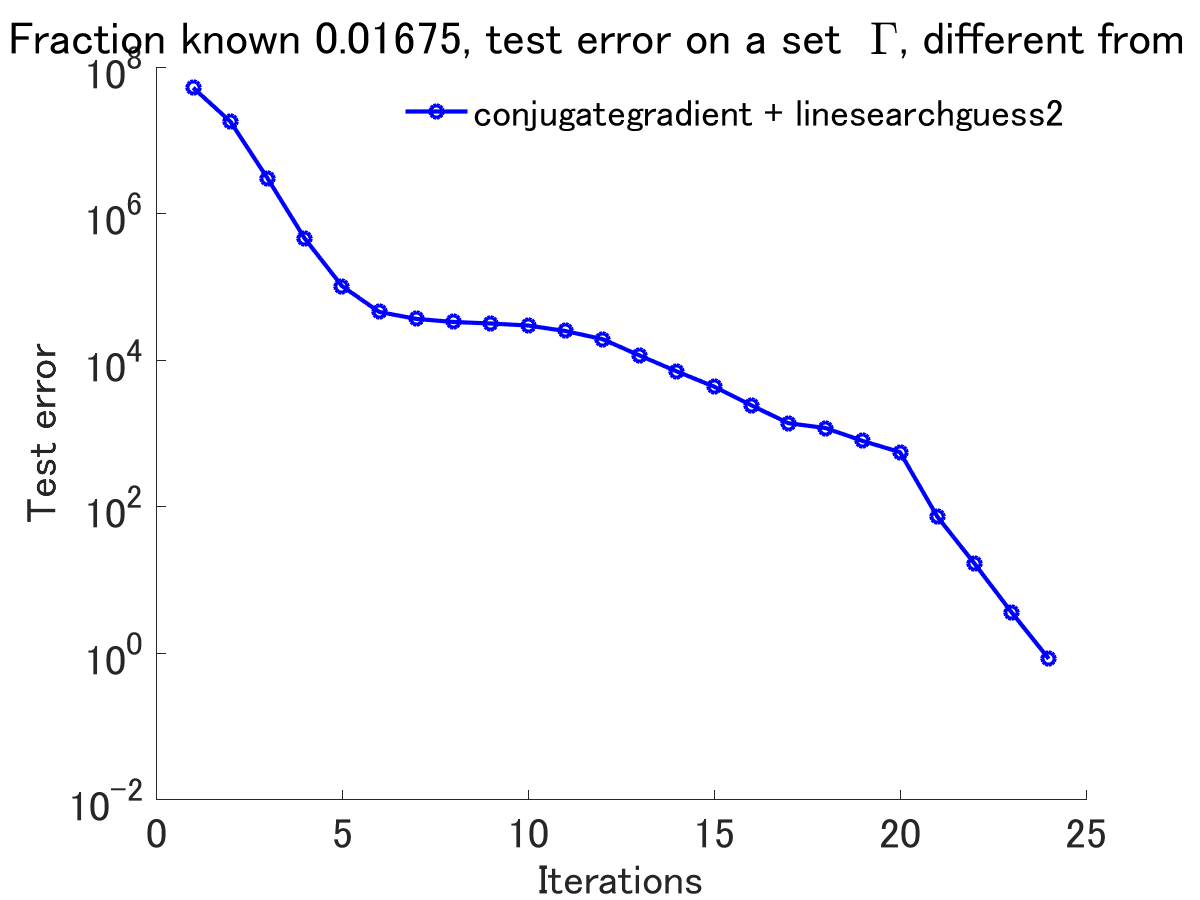 Fraction known 0.01675, test error on a set Γ, different from
conjugategradient + linesearchguess2
10^8
10^6
10^4
10^2
10^0
10^-2
Test error
0 5 10 15 20 25
Iterations